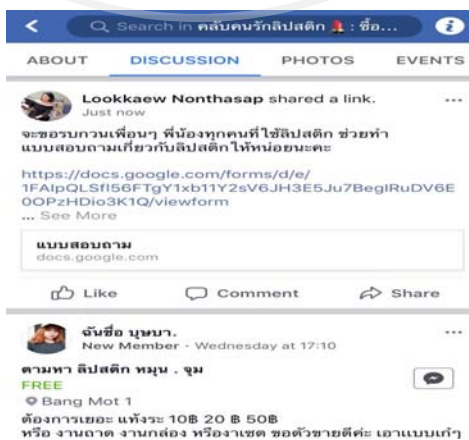 Search in คลับคนรักลิปสติก 💄 : ซื้อ...
ABOUT DISCUSSION PHOTOS EVENTS
Lookkaew Nonthasap shared a link.
Just now
จะขอรบกวนเพื่อนๆ พี่น้องทุกคนที่ใช้ลิปสติก ช่วยทำ
แบบสอบถามเกี่ยวกับลิปสติกให้หน่อยนะคะ
https://docs.google.com/forms/d/e/
1FAIpQLSfI56FTgY1xb11Y2sV6JH3E5Ju7BegIRuDV6E
0OPzHDio3K1Q/viewform
... See More
แบบสอบถาม
docs.google.com
Like Comment Share
ฉันชื่อ บุษบา.
New Member · Wednesday at 17:10
ตามหา ลิปสติก หมุน . จุม
FREE
Bang Mot 1
ต้องการเยอะ แท่งระ 10฿ 20 ฿ 50฿
หรือ งานถาด งานกล่อง หรืองาเซต ขอตัวขายดีค่ะ เอาแบบเก๋ๆ